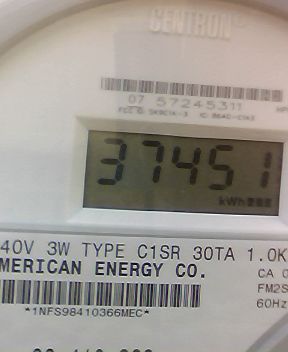 CENTRON
07 57245311
37451
kWh
40V 3W TYPE C1SR 30TA 1.0K
MERICAN ENERGY CO.
CA 0
FM2S
*1NFS98410366MEC*
60Hz